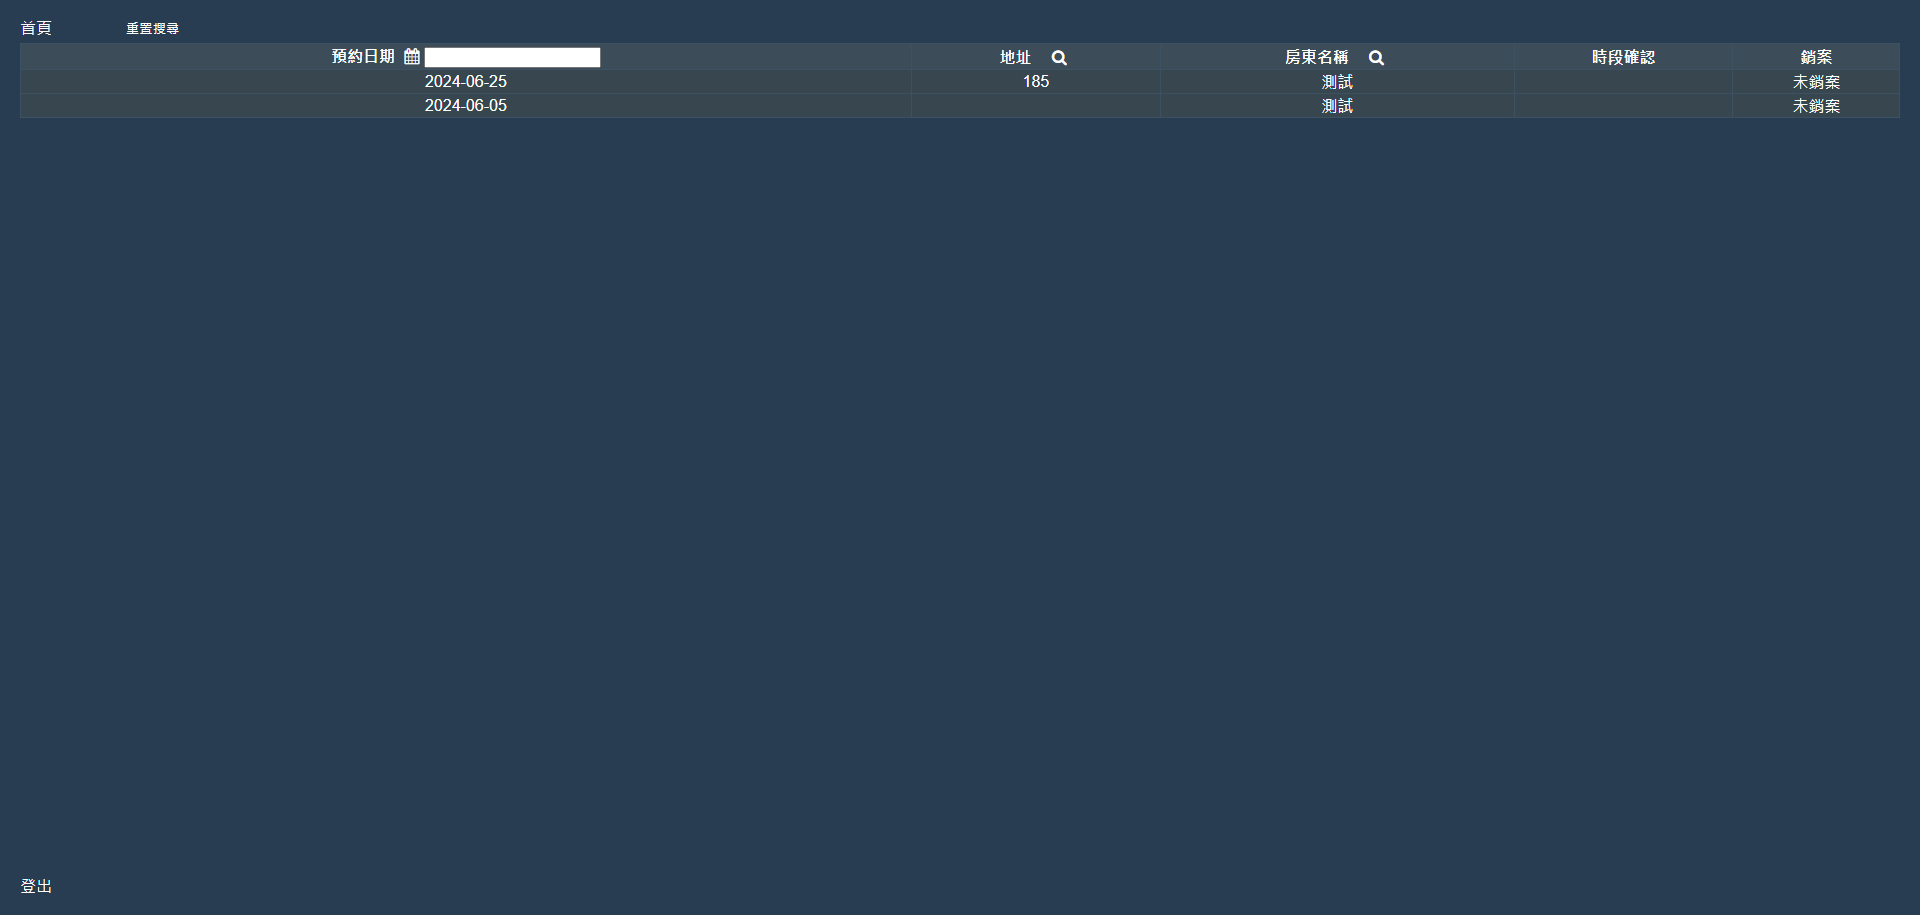 首頁 重置搜尋
預約日期 地址 房東名稱 時段確認 銷案
2024-06-25 185 測試 未銷案
2024-06-05 測試 未銷案
登出